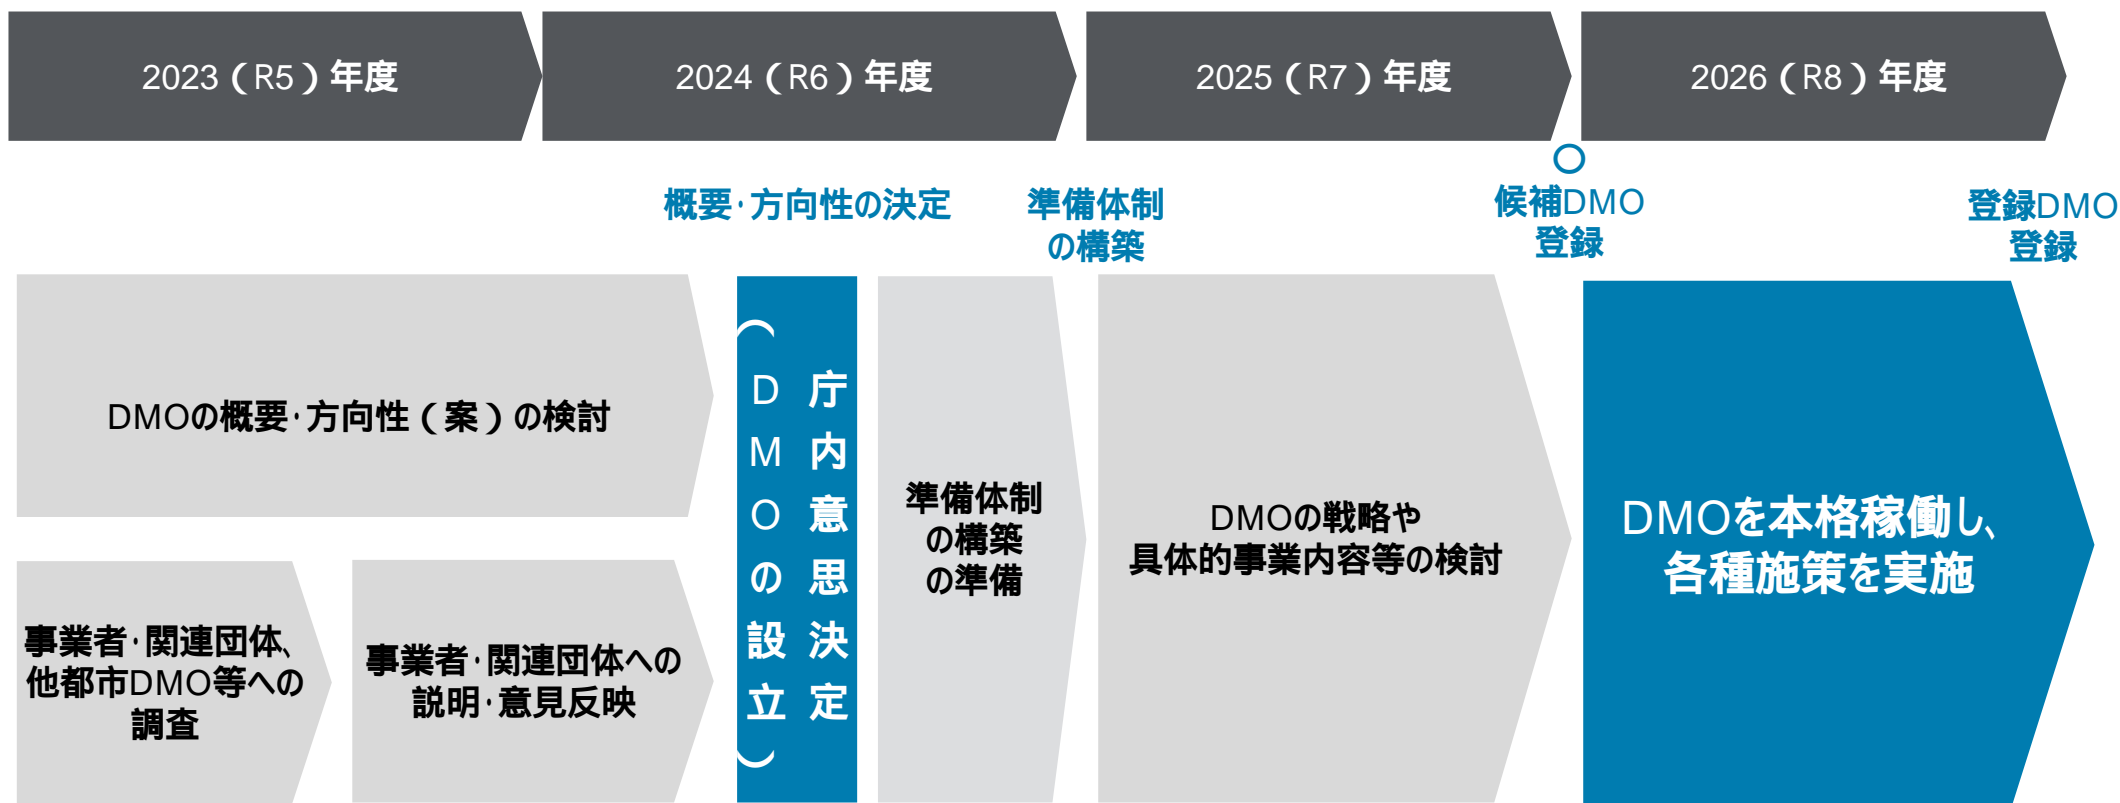 2023（R5）年度
2024（R6）年度
2025（R7）年度
2026（R8）年度
概要・方向性の決定
準備体制
の構築
候補DMO
登録
登録DMO
登録
DMOの概要・方向性（案）の検討
事業者・関連団体、
他都市DMO等への
調査
事業者・関連団体への
説明・意見反映
庁内意思決定
（DMOの設立）
準備体制
の構築
の準備
DMOの戦略や
具体的事業内容等の検討
DMOを本格稼働し、
各種施策を実施